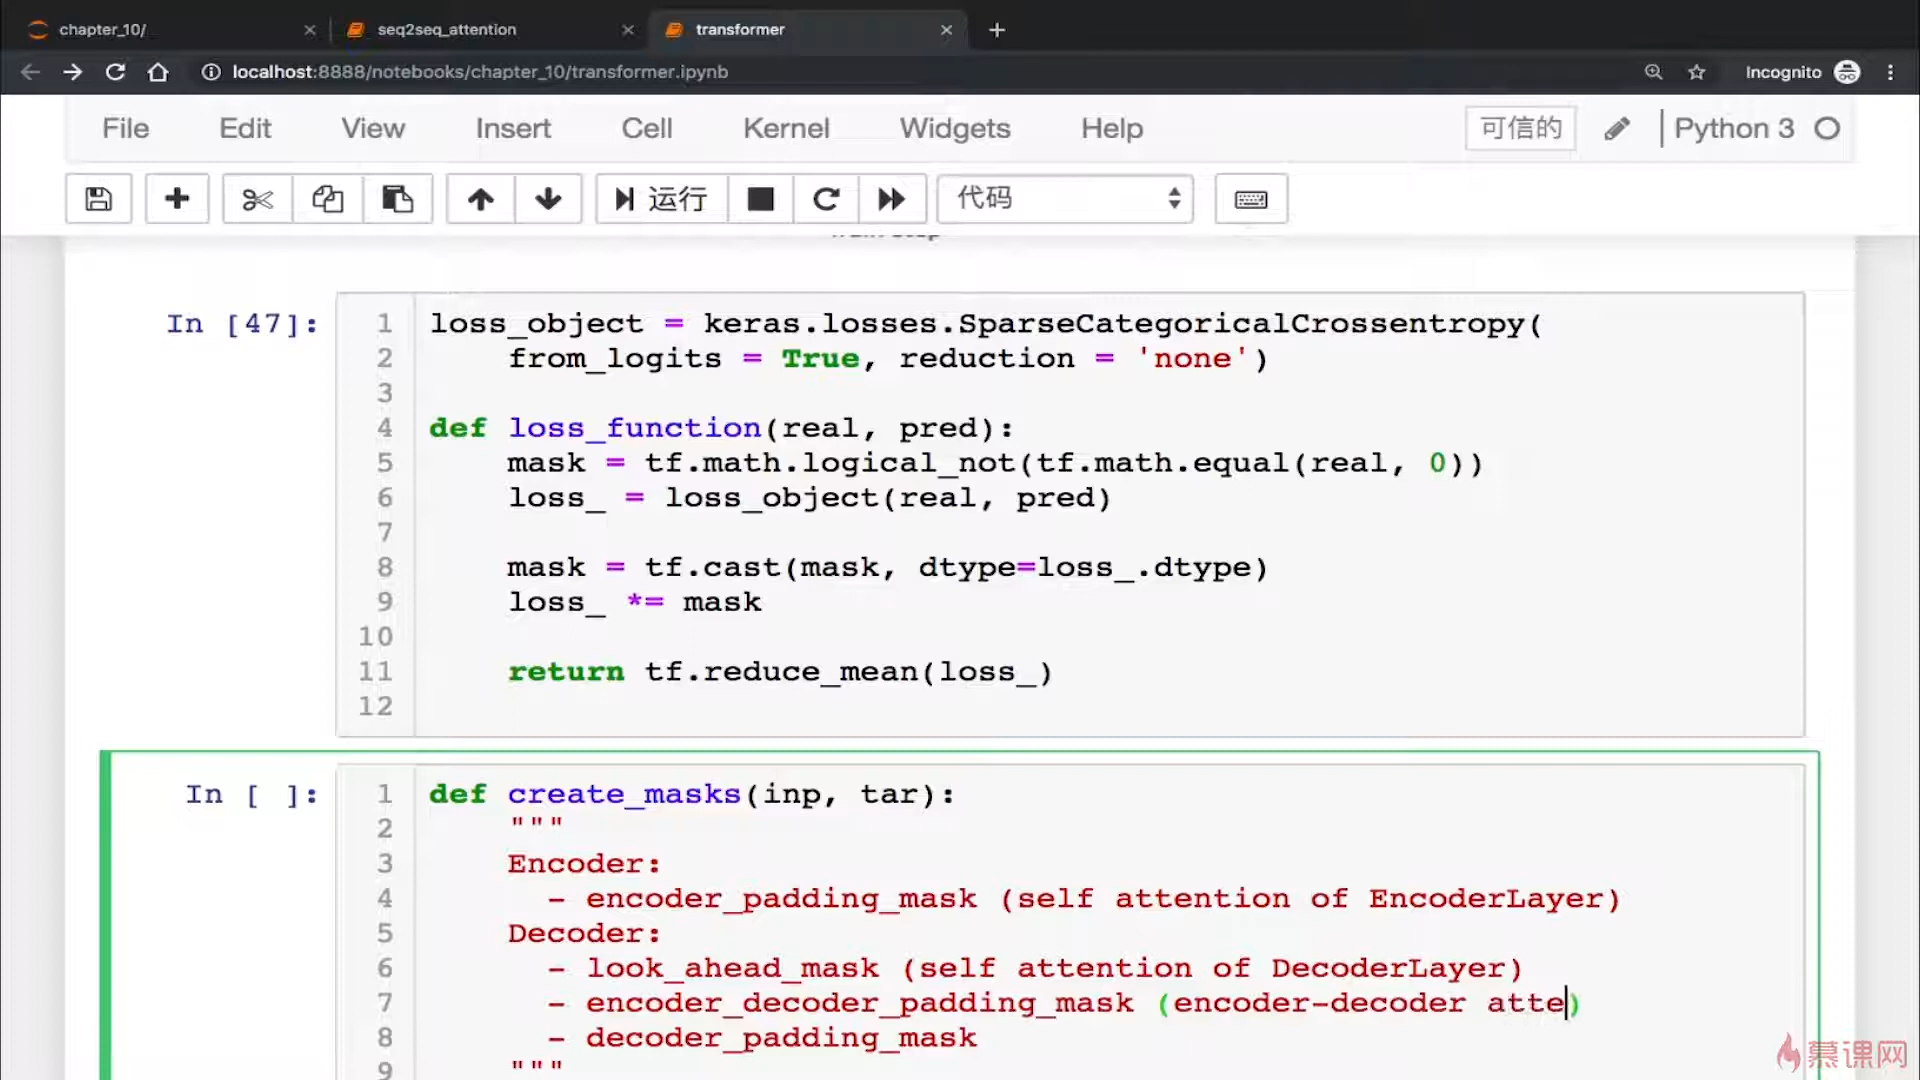 chapter_10/
seq2seq_attention
transformer
localhost:8888/notebooks/chapter_10/transformer.ipynb
Incognito
File Edit View Insert Cell Kernel Widgets Help 可信的 Python 3
运行 代码
In [47]:
1 loss_object = keras.losses.SparseCategoricalCrossentropy(
2 from_logits = True, reduction = 'none')
3
4 def loss_function(real, pred):
5 mask = tf.math.logical_not(tf.math.equal(real, 0))
6 loss_ = loss_object(real, pred)
7
8 mask = tf.cast(mask, dtype=loss_.dtype)
9 loss_ *= mask
10
11 return tf.reduce_mean(loss_)
12
In [ ]:
1 def create_masks(inp, tar):
2 """
3 Encoder:
4 - encoder_padding_mask (self attention of EncoderLayer)
5 Decoder:
6 - look_ahead_mask (self attention of DecoderLayer)
7 - encoder_decoder_padding_mask (encoder-decoder atte)
8 - decoder_padding_mask
9 """
慕课网